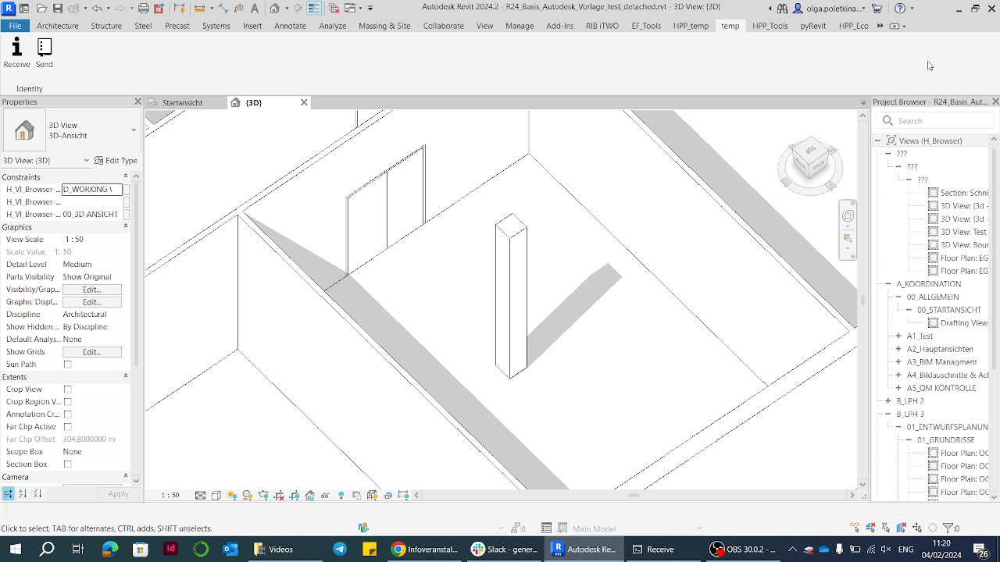 Autodesk Revit 2024.2 - R24_Basis_Autodesk_Vorlage_test_detached.rvt - 3D View: {3D}
olga.poletkina...
File Architecture Structure Steel Precast Systems Insert Annotate Analyze Massing & Site Collaborate View Manage Add-Ins RIB iTWO EF_Tools HPP_temp temp HPP_Tools pyRevit HPP_Eco
Receive Send
Identity
Properties
Startansicht {3D}
Project Browser - R24_Basis_Aut...
3D View
3D-Ansicht
Search
3D View: {3D} Edit Type
Views (H_Browser)
Constraints
H_VI_Browser-... D_WORKING \
H_VI_Browser-...
H_VI_Browser-... 00_3D ANSICHT
Graphics
View Scale 1 : 50
Scale Value 1: 50
Detail Level Medium
Parts Visibility Show Original
Visibility/Grap... Edit...
Graphic Displ... Edit...
Discipline Architectural
Show Hidden ... By Discipline
Default Analys... None
Show Grids Edit...
Sun Path
Extents
Crop View
Crop Region V...
Annotation Cr...
Far Clip Active
Far Clip Offset 304,8000000 m
Scope Box None
Section Box
Camera
Apply
???
???
???
Section: Schni
3D View: {3d -
3D View: {3d -
3D View: Test
3D View: Bour
Floor Plan: EG
Floor Plan: EG
A_KOORDINATION
00_ALLGEMEIN
00_STARTANSICHT
Drafting View:
A1_Test
A2_Hauptansichten
A3_BIM Managment
A4_Bildauschnitte & Ac
A5_QM KONTROLLE
B_LPH 2
B_LPH 3
01_ENTWURFSPLANUN
01_GRUNDRISSE
Floor Plan: OC
Floor Plan: OC
Floor Plan: OC
Floor Plan: OC
TOP
1 : 50
Click to select, TAB for alternates, CTRL adds, SHIFT unselects.
:0
Main Model
:0
Videos
Infoveranstal...
Slack - gener...
Autodesk Re...
Receive
OBS 30.0.2 - ...
ENG
11:20
04/02/2024
26